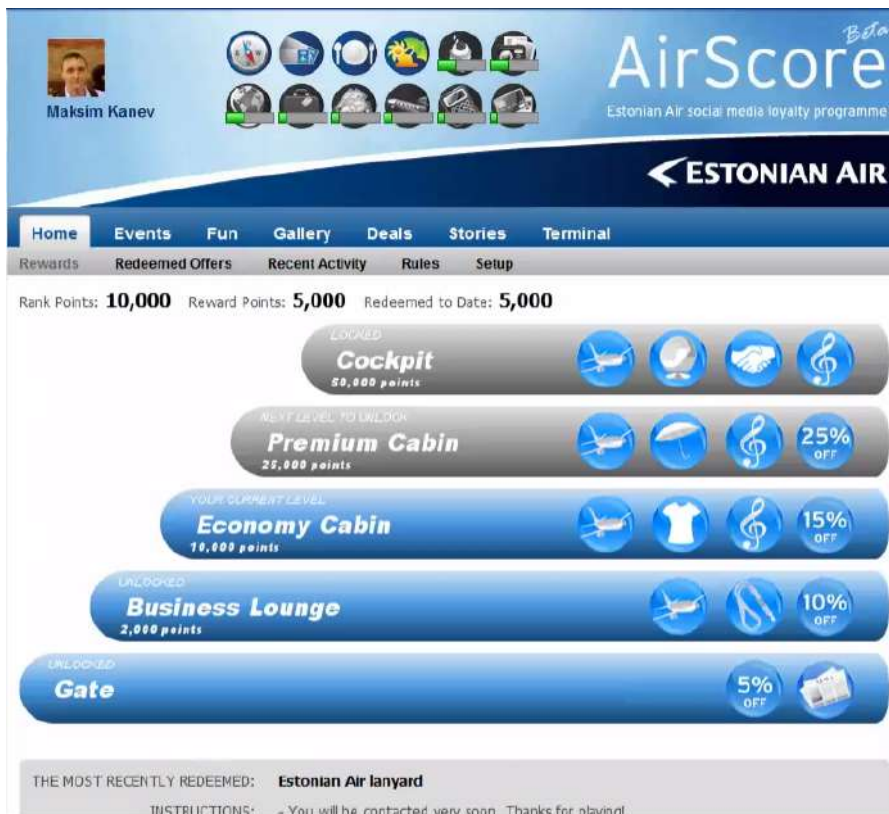 Beta
AirScore
Estonian Air social media loyalty programme
Maksim Kanev
ESTONIAN AIR
Home Events Fun Gallery Deals Stories Terminal
Rewards Redeemed Offers Recent Activity Rules Setup
Rank Points: 10,000 Reward Points: 5,000 Redeemed to Date: 5,000
LOCKED
Cockpit
50,000 points
NEXT LEVEL TO UNLOCK
Premium Cabin
25,000 points
25% OFF
YOUR CURRENT LEVEL
Economy Cabin
10,000 points
15% OFF
UNLOCKED
Business Lounge
2,000 points
10% OFF
UNLOCKED
Gate
5% OFF
THE MOST RECENTLY REDEEMED: Estonian Air lanyard
INSTRUCTIONS: - You will be contacted very soon. Thanks for playing!